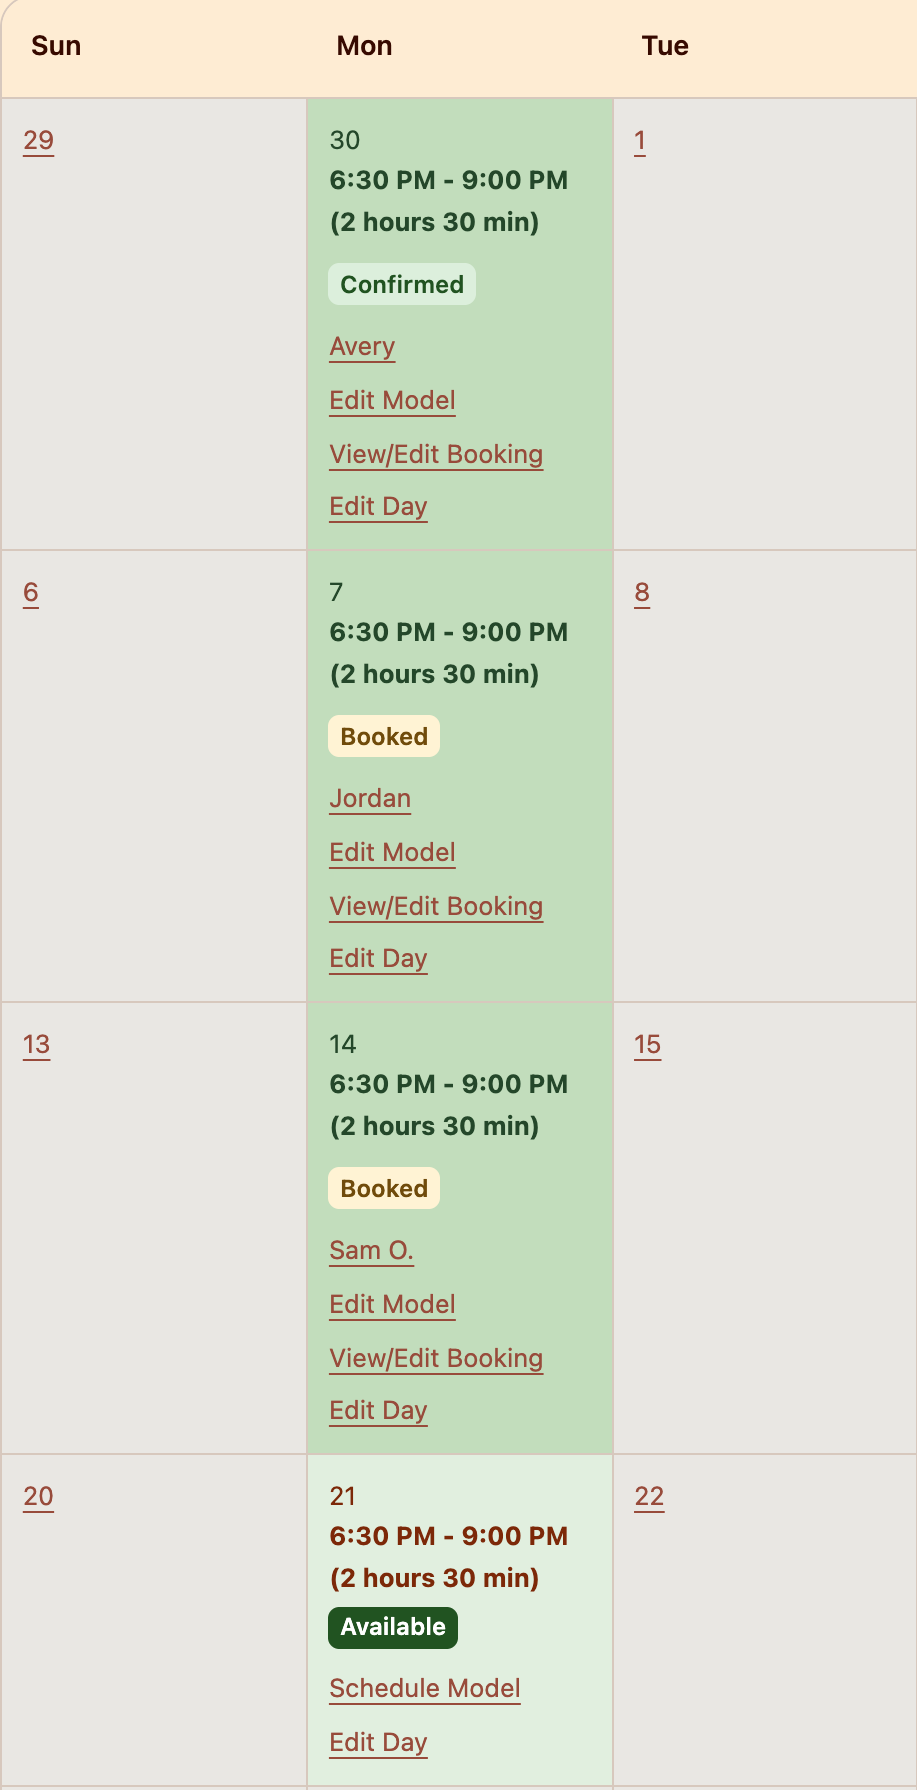 Sun Mon Tue
29
30
6:30 PM - 9:00 PM
(2 hours 30 min)
Confirmed
Avery
Edit Model
View/Edit Booking
Edit Day
1
6
7
6:30 PM - 9:00 PM
(2 hours 30 min)
Booked
Jordan
Edit Model
View/Edit Booking
Edit Day
8
13
14
6:30 PM - 9:00 PM
(2 hours 30 min)
Booked
Sam O.
Edit Model
View/Edit Booking
Edit Day
15
20
21
6:30 PM - 9:00 PM
(2 hours 30 min)
Available
Schedule Model
Edit Day
22